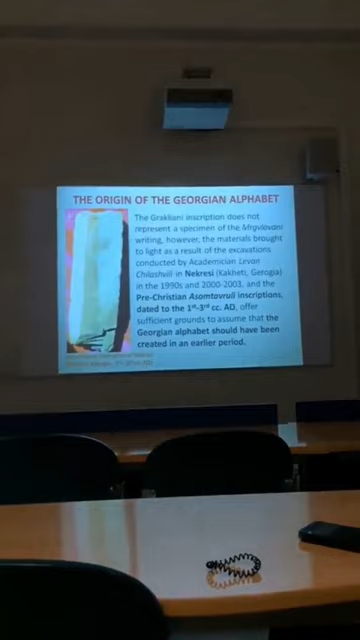 THE ORIGIN OF THE GEORGIAN ALPHABET
The Grakliani inscription does not
represent a specimen of the Mrgvlovani
writing, however, the materials brought
to light as a result of the excavations
conducted by Academician Levan
Chilashvili in Nekresi (Kakheti, Gerogia)
in the 1990s and 2000-2003, and the
Pre-Christian Asomtavruli inscriptions,
dated to the 1st-3rd cc. AD, offer
sufficient grounds to assume that the
Georgian alphabet should have been
created in an earlier period.